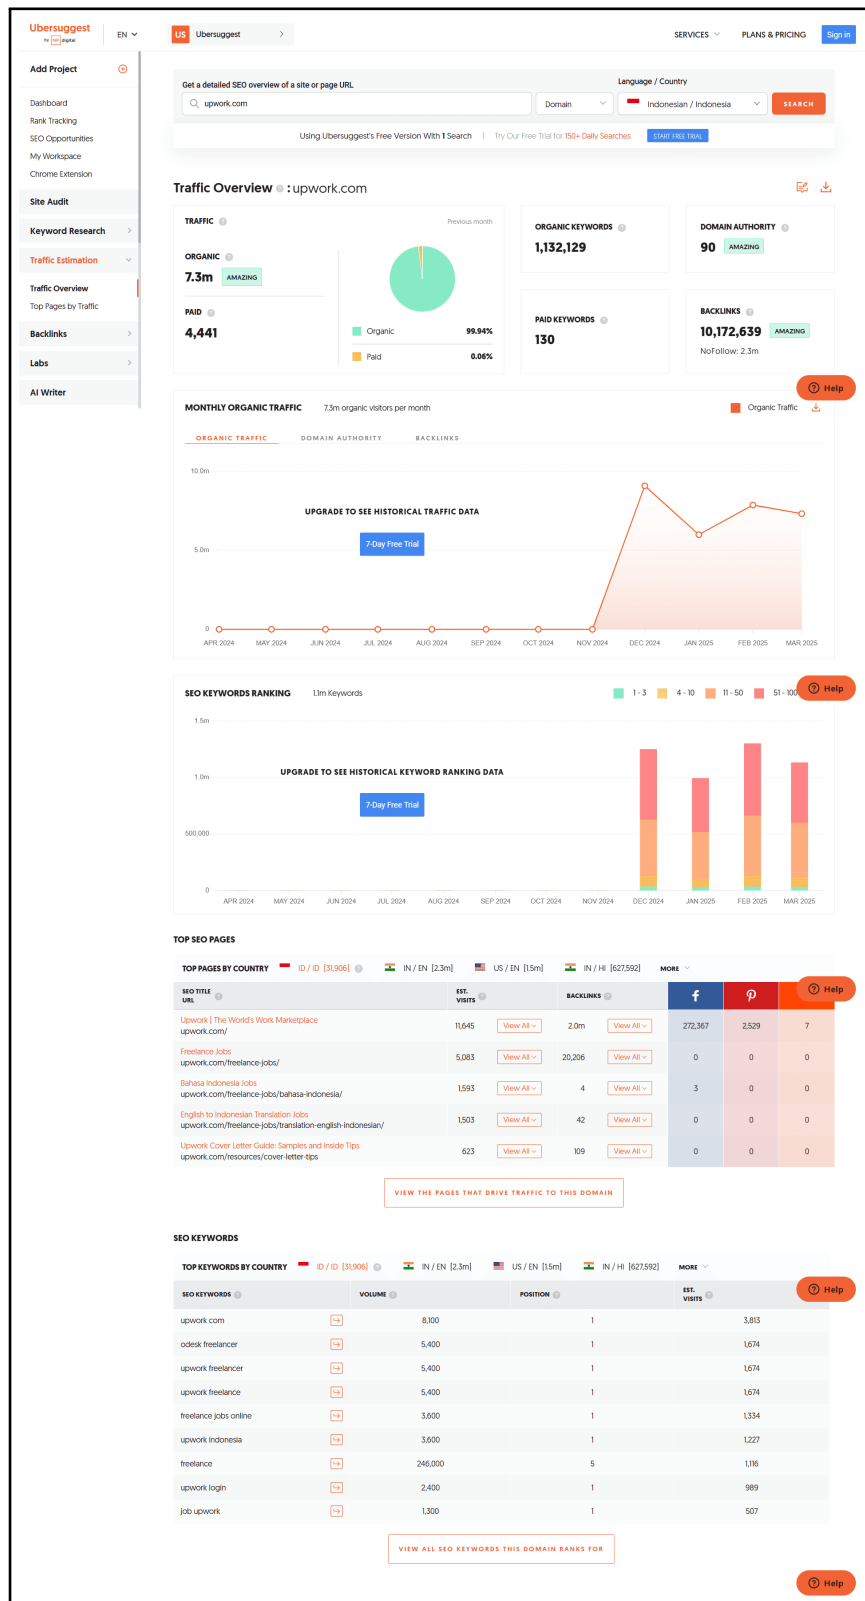 Ubersuggest
by NP digital
EN
US Ubersuggest
SERVICES
PLANS & PRICING
Sign in
Add Project
Dashboard
Rank Tracking
SEO Opportunities
My Workspace
Chrome Extension
Site Audit
Keyword Research
Traffic Estimation
Traffic Overview
Top Pages by Traffic
Backlinks
Labs
AI Writer
Get a detailed SEO overview of a site or page URL
Language / Country
upwork.com
Domain
Indonesian / Indonesia
SEARCH
Using Ubersuggest's Free Version With 1 Search | Try Our Free Trial for 150+ Daily Searches START FREE TRIAL
Traffic Overview : upwork.com
TRAFFIC
Previous month
ORGANIC
7.3m AMAZING
PAID
4,441
Organic 99.94%
Paid 0.06%
ORGANIC KEYWORDS
1,132,129
DOMAIN AUTHORITY
90 AMAZING
PAID KEYWORDS
130
BACKLINKS
10,172,639 AMAZING
NoFollow: 2.3m
Help
MONTHLY ORGANIC TRAFFIC 7.3m organic visitors per month
Organic Traffic
ORGANIC TRAFFIC DOMAIN AUTHORITY BACKLINKS
10.0m
UPGRADE TO SEE HISTORICAL TRAFFIC DATA
7-Day Free Trial
5.0m
0
APR 2024 MAY 2024 JUN 2024 JUL 2024 AUG 2024 SEP 2024 OCT 2024 NOV 2024 DEC 2024 JAN 2025 FEB 2025 MAR 2025
Help
SEO KEYWORDS RANKING 1.1m Keywords
1 - 3 4 - 10 11 - 50 51 - 100
1.5m
1.0m
UPGRADE TO SEE HISTORICAL KEYWORD RANKING DATA
7-Day Free Trial
500,000
0
APR 2024 MAY 2024 JUN 2024 JUL 2024 AUG 2024 SEP 2024 OCT 2024 NOV 2024 DEC 2024 JAN 2025 FEB 2025 MAR 2025
TOP SEO PAGES
TOP PAGES BY COUNTRY ID / ID [31,906] IN / EN [2.3m] US / EN [1.5m] IN / HI [627,592] MORE
Help
SEO TITLE
URL
EST.
VISITS
BACKLINKS
Upwork | The World's Work Marketplace
upwork.com/
11,645 View All 2.0m View All 272,367 2,529 7
Freelance Jobs
upwork.com/freelance-jobs/
5,083 View All 20,206 View All 0 0 0
Bahasa Indonesia Jobs
upwork.com/freelance-jobs/bahasa-indonesia/
1,593 View All 4 View All 3 0 0
English to Indonesian Translation Jobs
upwork.com/freelance-jobs/translation-english-indonesian/
1,503 View All 42 View All 0 0 0
Upwork Cover Letter Guide: Samples and Inside Tips
upwork.com/resources/cover-letter-tips
623 View All 109 View All 0 0 0
VIEW THE PAGES THAT DRIVE TRAFFIC TO THIS DOMAIN
SEO KEYWORDS
TOP KEYWORDS BY COUNTRY ID / ID [31,906] IN / EN [2.3m] US / EN [1.5m] IN / HI [627,592] MORE
Help
SEO KEYWORDS VOLUME POSITION EST.
VISITS
upwork com 8,100 1 3,813
odesk freelancer 5,400 1 1,674
upwork freelancer 5,400 1 1,674
upwork freelance 5,400 1 1,674
freelance jobs online 3,600 1 1,334
upwork indonesia 3,600 1 1,227
freelance 246,000 5 1,116
upwork login 2,400 1 989
job upwork 1,300 1 507
VIEW ALL SEO KEYWORDS THIS DOMAIN RANKS FOR
Help